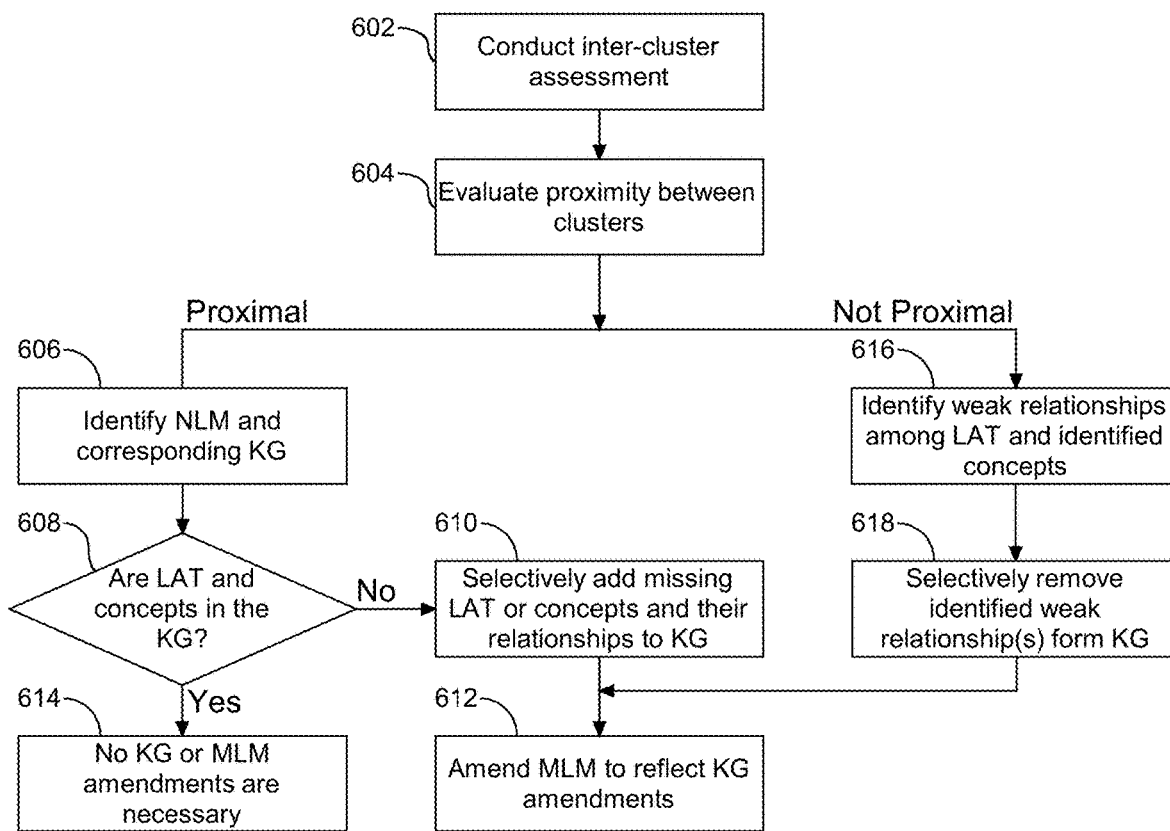 602
Conduct inter-cluster
assessment
604
Evaluate proximity between
clusters
Proximal
Not Proximal
606
Identify NLM and
corresponding KG
616
Identify weak relationships
among LAT and identified
concepts
608
Are LAT and
concepts in the
KG?
No
610
Selectively add missing
LAT or concepts and their
relationships to KG
618
Selectively remove
identified weak
relationship(s) form KG
Yes
614
No KG or MLM
amendments are
necessary
612
Amend MLM to reflect KG
amendments